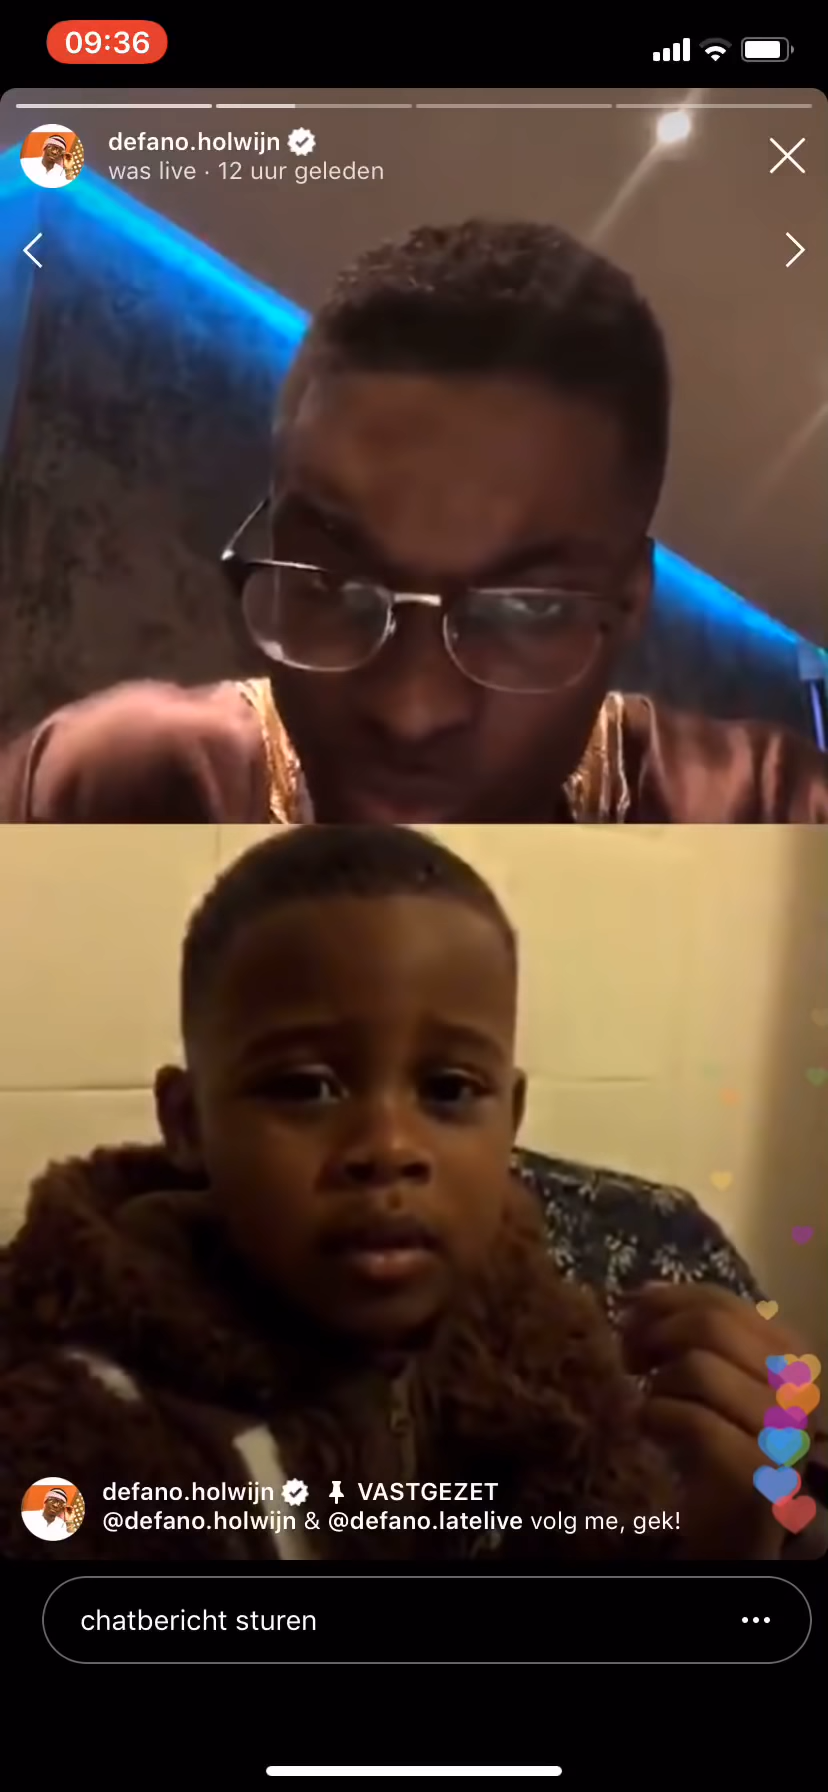 09:36
defano.holwijn
was live · 12 uur geleden
defano.holwijn VASTGEZET
@defano.holwijn & @defano.latelive volg me, gek!
chatbericht sturen